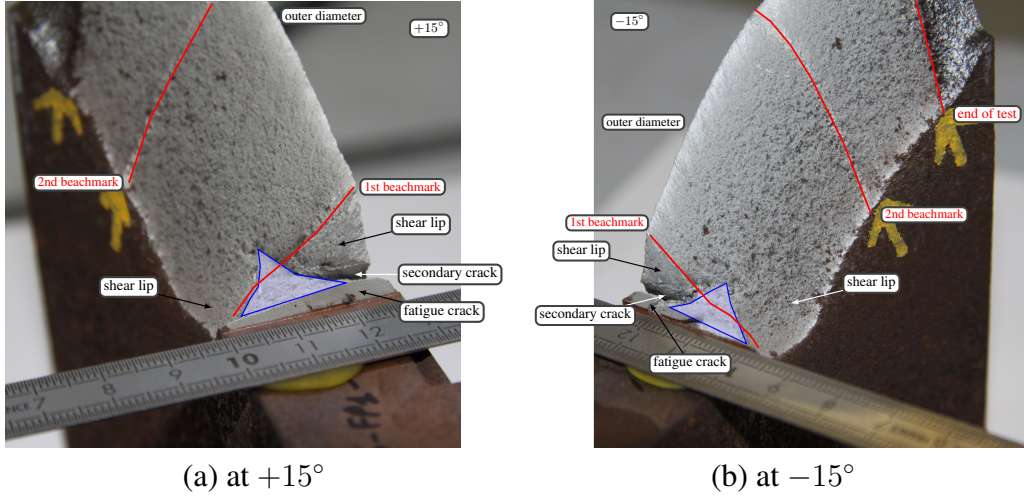 outer diameter
+15°
2nd beachmark
1st beachmark
shear lip
secondary crack
shear lip
fatigue crack
7 8 9 10 11 12
(a) at +15°
−15°
outer diameter
end of test
2nd beachmark
1st beachmark
shear lip
shear lip
secondary crack
fatigue crack
12
(b) at −15°